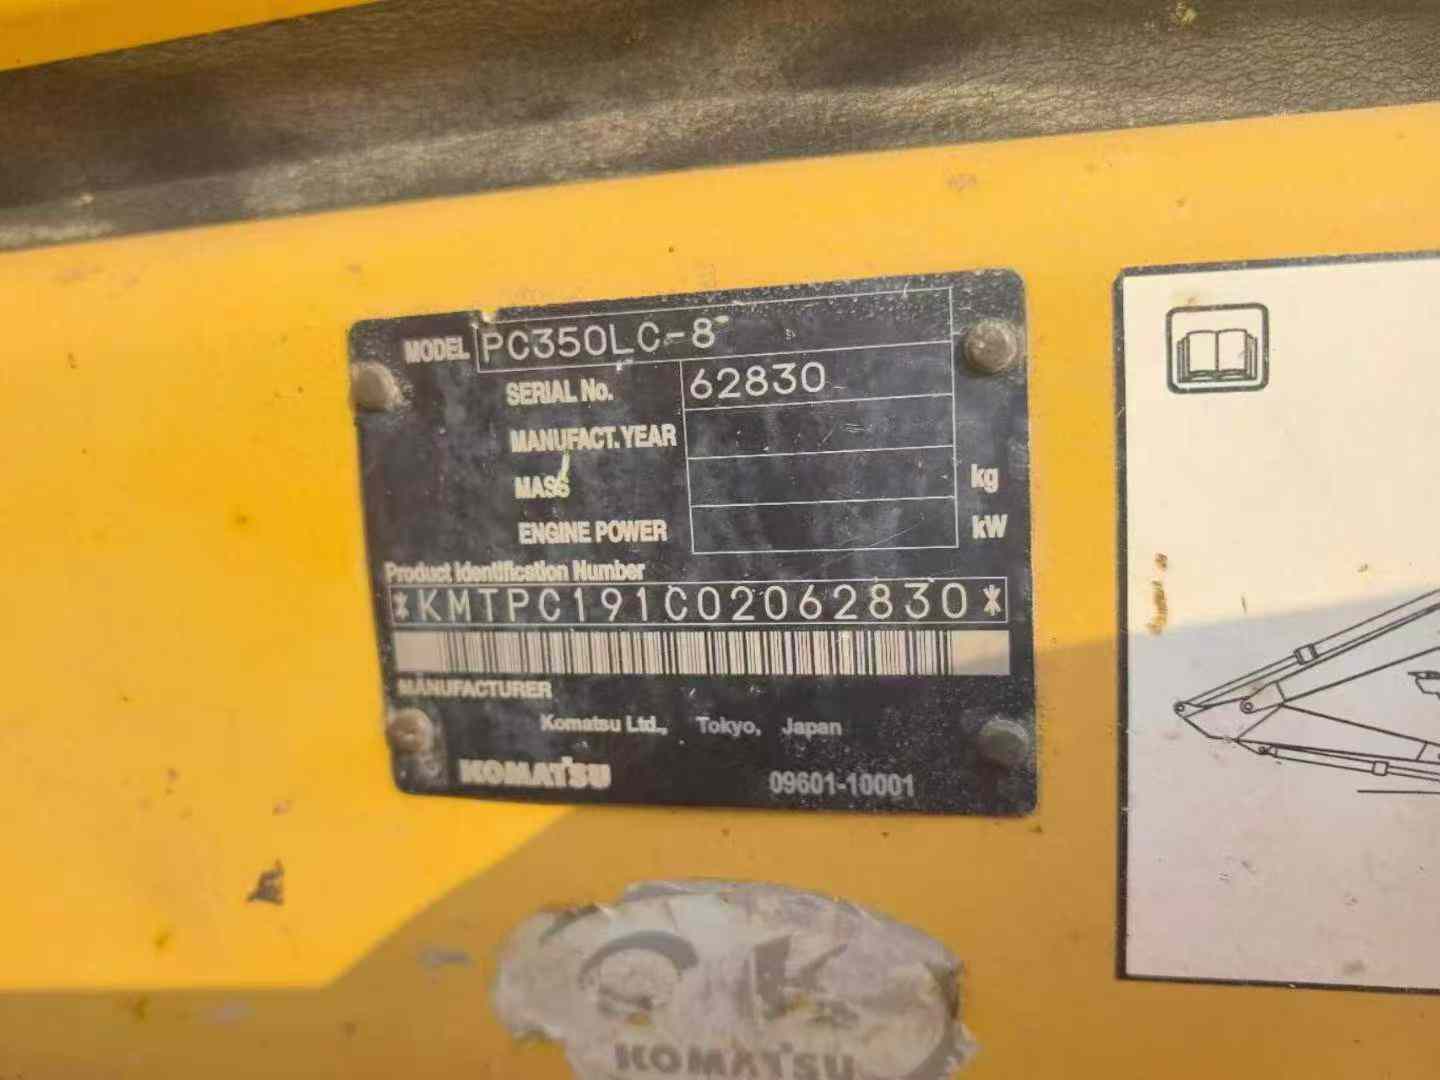 MODEL PC350LC-8
SERIAL No. 62830
MANUFACT. YEAR
MASS kg
ENGINE POWER kW
Product Identification Number
*KMTPC191C02062830*
MANUFACTURER
Komatsu Ltd., Tokyo, Japan
KOMATSU 09601-10001
OK
KOMATSU